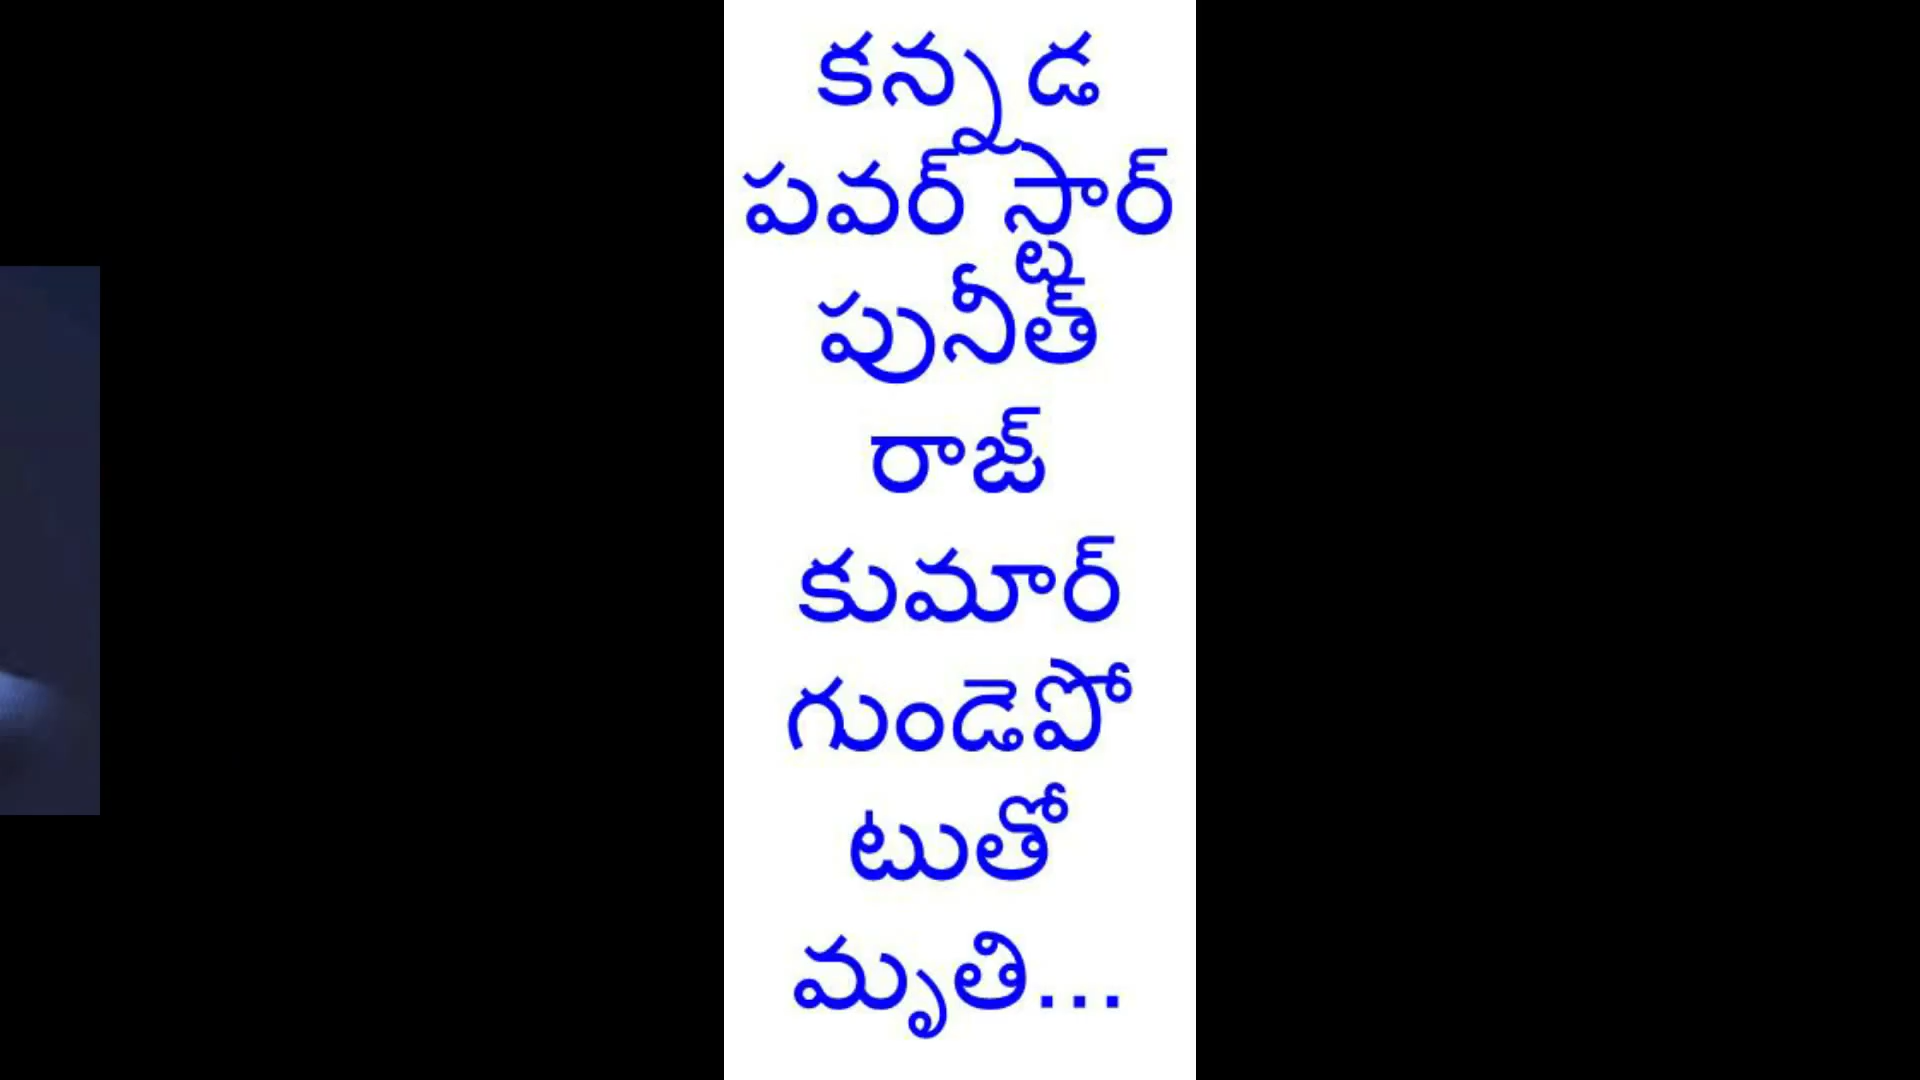 కన్నడ
పవర్ స్టార్
పునీత్
రాజ్
కుమార్
గుండెపో
టుతో
మృతి...